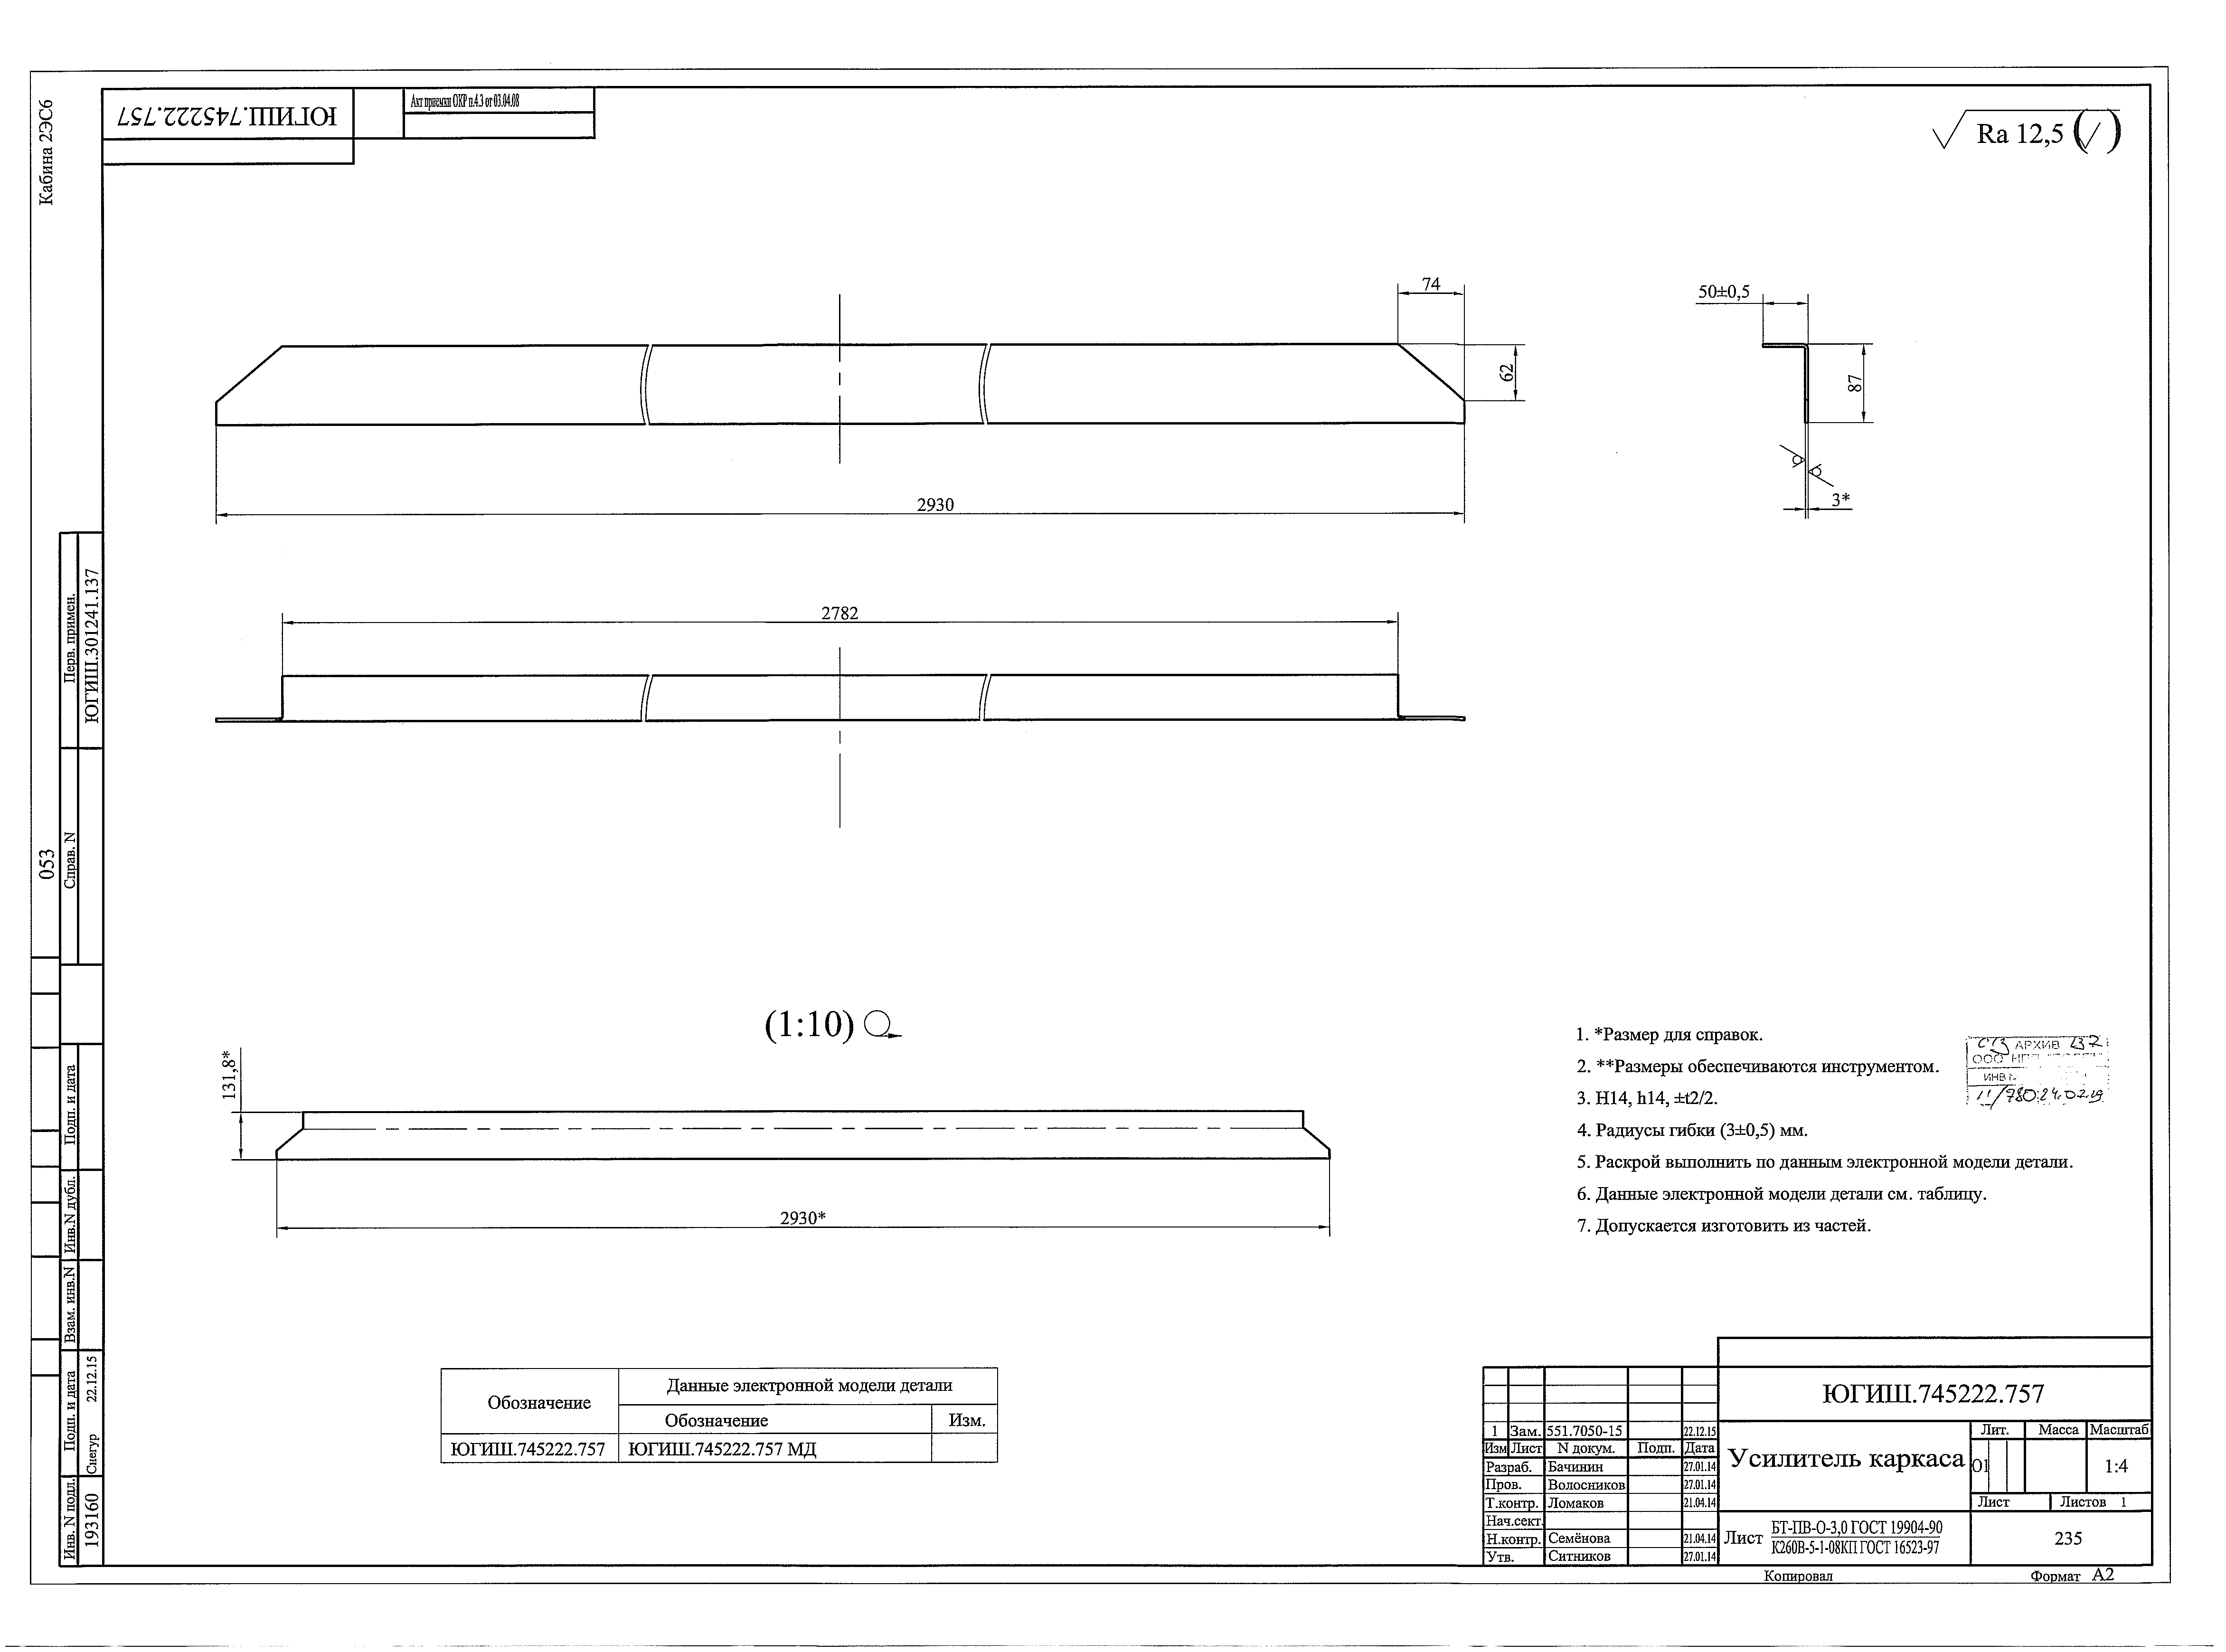 Кабина 2ЭС6
ЮГИШ.745222.757
Акт приемки ОКР п.4.3 от 03.04.08
Ra 12,5
74
62
2930
50±0,5
87
3*
2782
(1:10)
131,8*
2930*
1. *Размер для справок.
2. **Размеры обеспечиваются инструментом.
3. H14, h14, ±t2/2.
4. Радиусы гибки (3±0,5) мм.
5. Раскрой выполнить по данным электронной модели детали.
6. Данные электронной модели детали см. таблицу.
7. Допускается изготовить из частей.
АРХИВ 237
ООО
ИНВ
11/780 24.02.19
Перв. примен.
ЮГИШ.301241.137
053
Справ. N
Подп. и дата
Инв.N дубл.
Взам. инв.N
Подп. и дата
Снегур 22.12.15
Инв. N подл.
193160
Обозначение
Данные электронной модели детали
Обозначение Изм.
ЮГИШ.745222.757 ЮГИШ.745222.757 МД
ЮГИШ.745222.757
1 Зам. 551.7050-15 22.12.15
Изм Лист N докум. Подп. Дата
Разраб. Бачинин 27.01.14
Пров. Волосников 27.01.14
Т.контр. Ломаков 21.04.14
Нач.сект.
Н.контр. Семёнова 21.04.14
Утв. Ситников 27.01.14
Усилитель каркаса
Лит. Масса Масштаб
О1 1:4
Лист Листов 1
Лист БТ-ПВ-О-3,0 ГОСТ 19904-90
К260В-5-1-08КП ГОСТ 16523-97
235
Копировал Формат А2